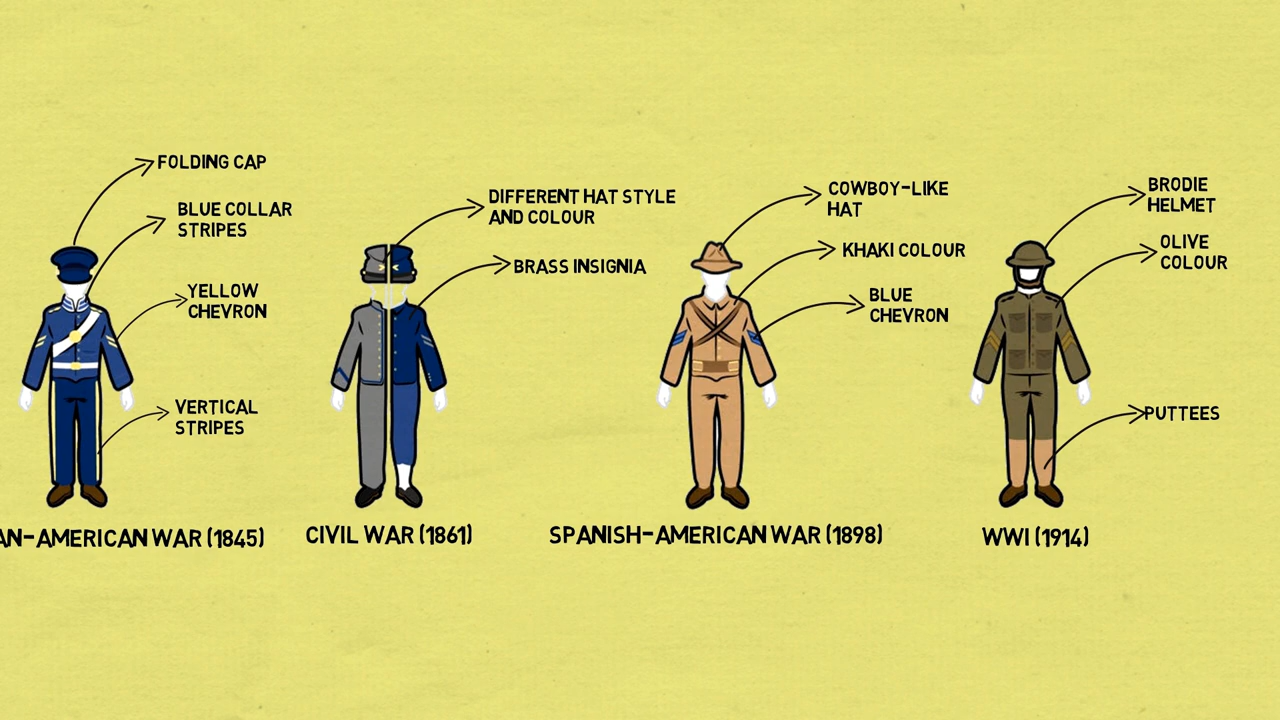 FOLDING CAP
BLUE COLLAR
STRIPES
YELLOW
CHEVRON
VERTICAL
STRIPES
AN-AMERICAN WAR (1845)
DIFFERENT HAT STYLE
AND COLOUR
BRASS INSIGNIA
CIVIL WAR (1861)
COWBOY-LIKE
HAT
KHAKI COLOUR
BLUE
CHEVRON
SPANISH-AMERICAN WAR (1898)
BRODIE
HELMET
OLIVE
COLOUR
PUTTEES
WWI (1914)